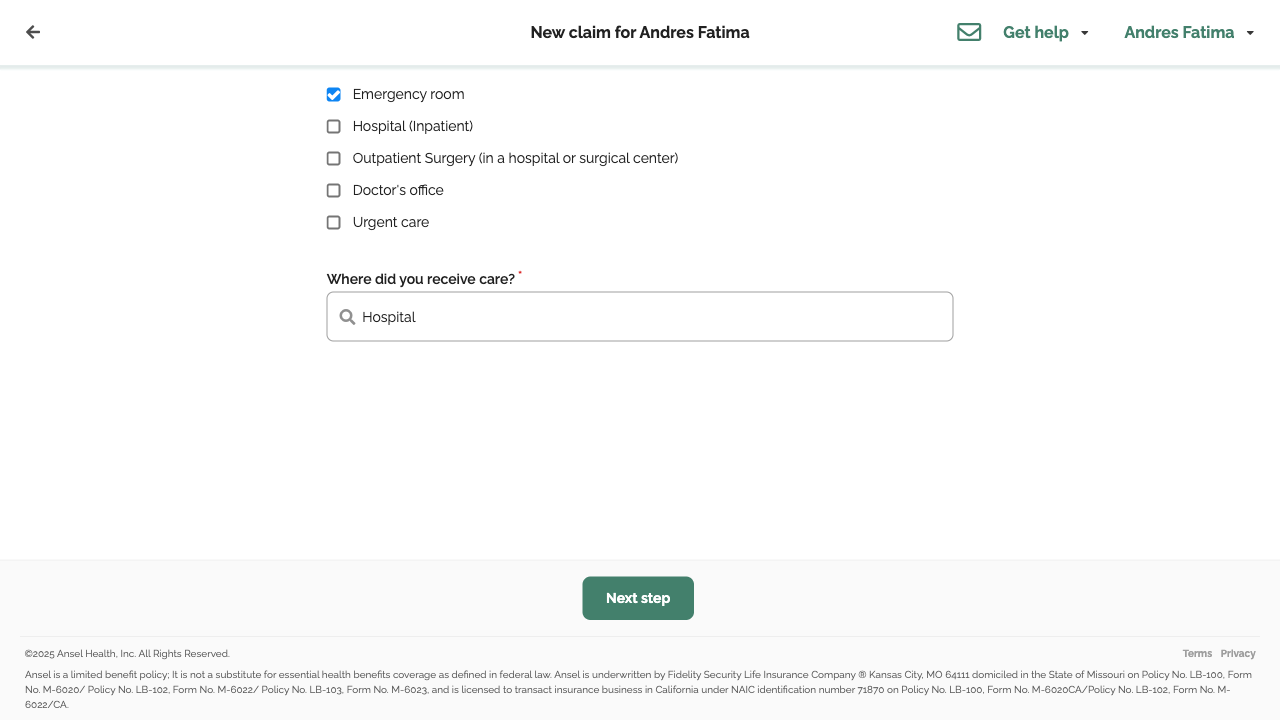 New claim for Andres Fatima
Get help
Andres Fatima
Emergency room
Hospital (Inpatient)
Outpatient Surgery (in a hospital or surgical center)
Doctor's office
Urgent care
Where did you receive care? *
Hospital
Next step
©2025 Ansel Health, Inc. All Rights Reserved.
Terms Privacy
Ansel is a limited benefit policy; It is not a substitute for essential health benefits coverage as defined in federal law. Ansel is underwritten by Fidelity Security Life Insurance Company ® Kansas City, MO 64111 domiciled in the State of Missouri on Policy No. LB-100, Form
No. M-6020/ Policy No. LB-102, Form No. M-6022/ Policy No. LB-103, Form No. M-6023, and is licensed to transact insurance business in California under NAIC identification number 71870 on Policy No. LB-100, Form No. M-6020CA/Policy No. LB-102, Form No. M-
6022/CA.